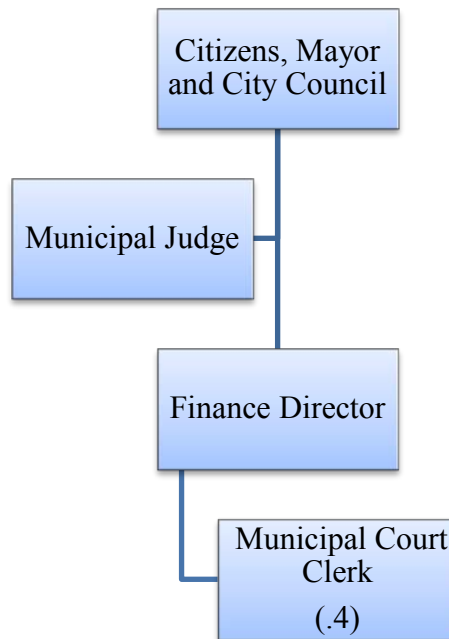 Citizens, Mayor
and City Council
Municipal Judge
Finance Director
Municipal Court
Clerk
(.4)